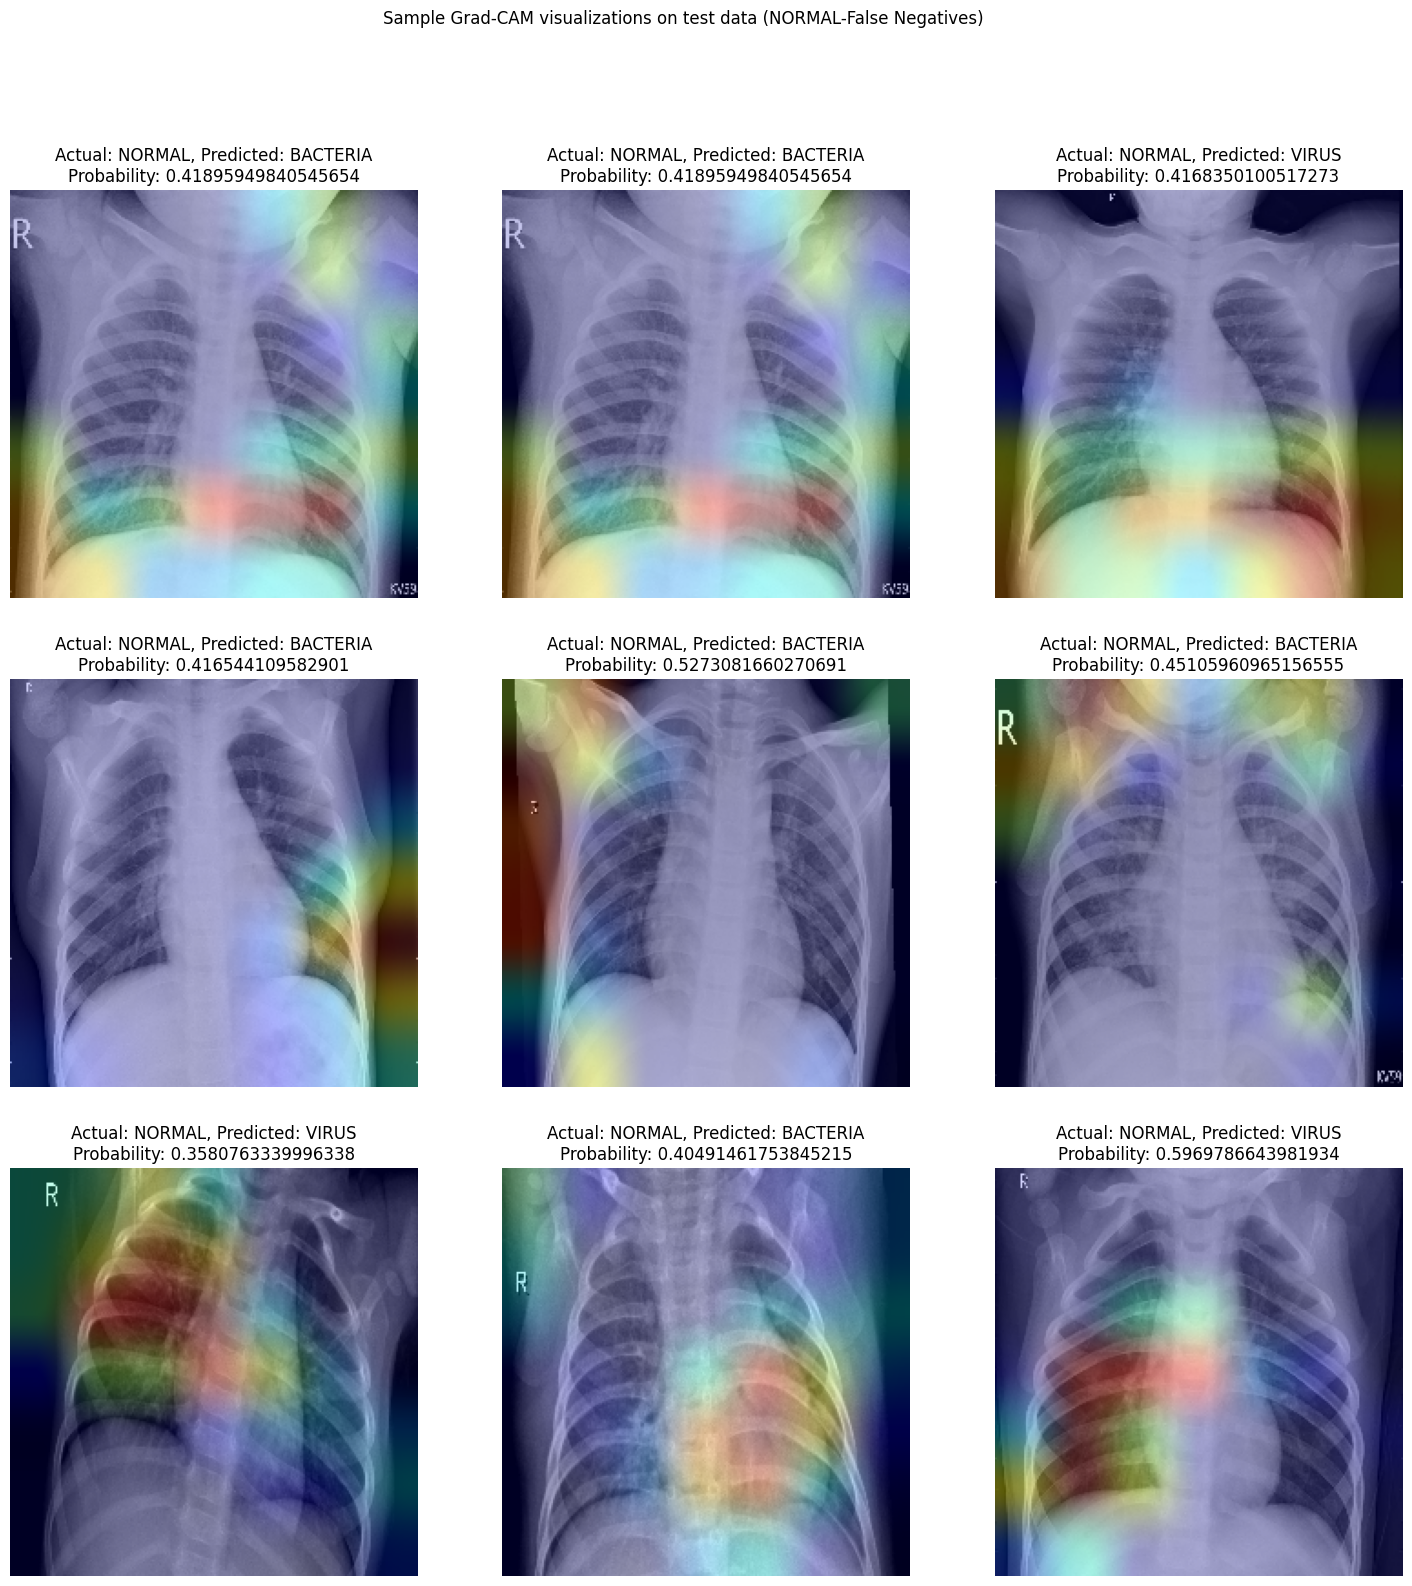 Sample Grad-CAM visualizations on test data (NORMAL-False Negatives)
Actual: NORMAL, Predicted: BACTERIA
Probability: 0.41895949840545654
R
KV59
Actual: NORMAL, Predicted: BACTERIA
Probability: 0.41895949840545654
R
KV59
Actual: NORMAL, Predicted: VIRUS
Probability: 0.4168350100517273
Actual: NORMAL, Predicted: BACTERIA
Probability: 0.416544109582901
Actual: NORMAL, Predicted: BACTERIA
Probability: 0.5273081660270691
Actual: NORMAL, Predicted: BACTERIA
Probability: 0.45105960965156555
R
Actual: NORMAL, Predicted: VIRUS
Probability: 0.3580763339996338
R
Actual: NORMAL, Predicted: BACTERIA
Probability: 0.40491461753845215
R
Actual: NORMAL, Predicted: VIRUS
Probability: 0.5969786643981934
R